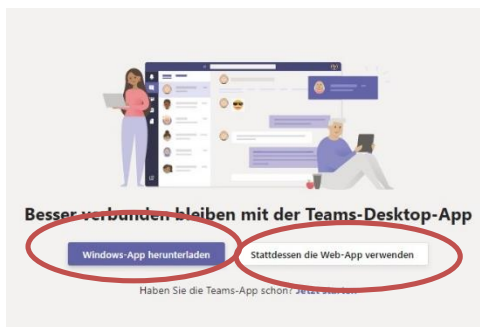 Besser verbunden bleiben mit der Teams-Desktop-App
Windows-App herunterladen Stattdessen die Web-App verwenden
Haben Sie die Teams-App schon? Jetzt starten